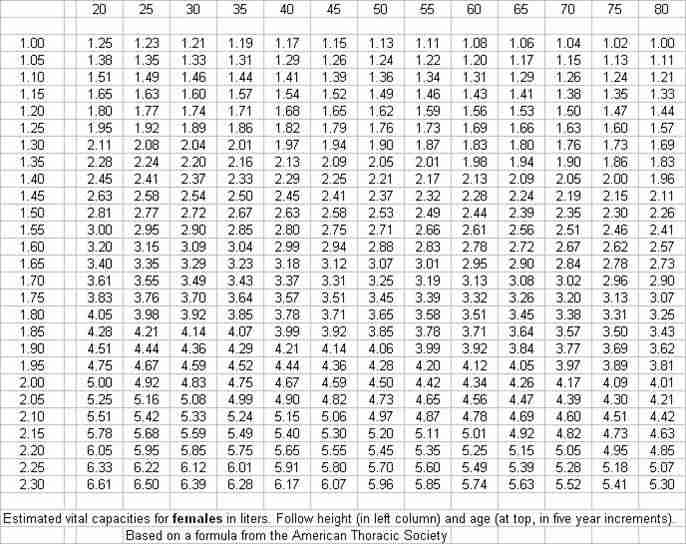 20 25 30 35 40 45 50 55 60 65 70 75 80
1.00 1.25 1.23 1.21 1.19 1.17 1.15 1.13 1.11 1.08 1.06 1.04 1.02 1.00
1.05 1.38 1.35 1.33 1.31 1.29 1.26 1.24 1.22 1.20 1.17 1.15 1.13 1.11
1.10 1.51 1.49 1.46 1.44 1.41 1.39 1.36 1.34 1.31 1.29 1.26 1.24 1.21
1.15 1.65 1.63 1.60 1.57 1.54 1.52 1.49 1.46 1.43 1.41 1.38 1.35 1.33
1.20 1.80 1.77 1.74 1.71 1.68 1.65 1.62 1.59 1.56 1.53 1.50 1.47 1.44
1.25 1.95 1.92 1.89 1.86 1.82 1.79 1.76 1.73 1.69 1.66 1.63 1.60 1.57
1.30 2.11 2.08 2.04 2.01 1.97 1.94 1.90 1.87 1.83 1.80 1.76 1.73 1.69
1.35 2.28 2.24 2.20 2.16 2.13 2.09 2.05 2.01 1.98 1.94 1.90 1.86 1.83
1.40 2.45 2.41 2.37 2.33 2.29 2.25 2.21 2.17 2.13 2.09 2.05 2.00 1.96
1.45 2.63 2.58 2.54 2.50 2.45 2.41 2.37 2.32 2.28 2.24 2.19 2.15 2.11
1.50 2.81 2.77 2.72 2.67 2.63 2.58 2.53 2.49 2.44 2.39 2.35 2.30 2.26
1.55 3.00 2.95 2.90 2.85 2.80 2.75 2.71 2.66 2.61 2.56 2.51 2.46 2.41
1.60 3.20 3.15 3.09 3.04 2.99 2.94 2.88 2.83 2.78 2.72 2.67 2.62 2.57
1.65 3.40 3.35 3.29 3.23 3.18 3.12 3.07 3.01 2.95 2.90 2.84 2.78 2.73
1.70 3.61 3.55 3.49 3.43 3.37 3.31 3.25 3.19 3.13 3.08 3.02 2.96 2.90
1.75 3.83 3.76 3.70 3.64 3.57 3.51 3.45 3.39 3.32 3.26 3.20 3.13 3.07
1.80 4.05 3.98 3.92 3.85 3.78 3.71 3.65 3.58 3.51 3.45 3.38 3.31 3.25
1.85 4.28 4.21 4.14 4.07 3.99 3.92 3.85 3.78 3.71 3.64 3.57 3.50 3.43
1.90 4.51 4.44 4.36 4.29 4.21 4.14 4.06 3.99 3.92 3.84 3.77 3.69 3.62
1.95 4.75 4.67 4.59 4.52 4.44 4.36 4.28 4.20 4.12 4.05 3.97 3.89 3.81
2.00 5.00 4.92 4.83 4.75 4.67 4.59 4.50 4.42 4.34 4.26 4.17 4.09 4.01
2.05 5.25 5.16 5.08 4.99 4.90 4.82 4.73 4.65 4.56 4.47 4.39 4.30 4.21
2.10 5.51 5.42 5.33 5.24 5.15 5.06 4.97 4.87 4.78 4.69 4.60 4.51 4.42
2.15 5.78 5.68 5.59 5.49 5.40 5.30 5.20 5.11 5.01 4.92 4.82 4.73 4.63
2.20 6.05 5.95 5.85 5.75 5.65 5.55 5.45 5.35 5.25 5.15 5.05 4.95 4.85
2.25 6.33 6.22 6.12 6.01 5.91 5.80 5.70 5.60 5.49 5.39 5.28 5.18 5.07
2.30 6.61 6.50 6.39 6.28 6.17 6.07 5.96 5.85 5.74 5.63 5.52 5.41 5.30
Estimated vital capacities for females in liters. Follow height (in left column) and age (at top, in five year increments).
Based on a formula from the American Thoracic Society